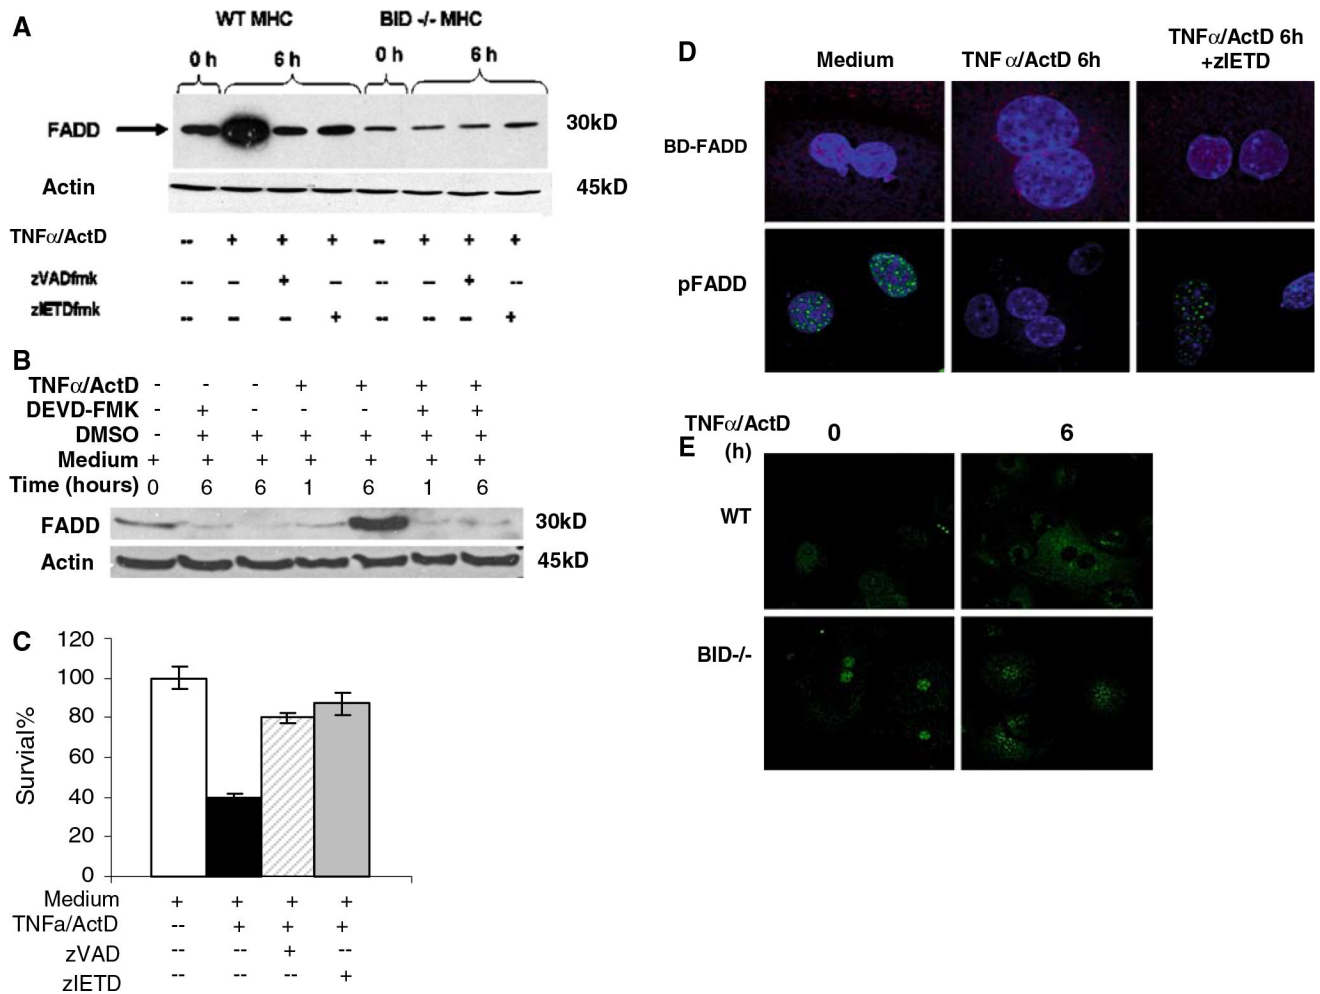 A
WT MHC
BID -/- MHC
0 h
6 h
0 h
6 h
FADD
30kD
Actin
45kD
TNFα/ActD -- + + + -- + + +
zVADfmk -- – + – -- – + --
zIETDfmk -- – -- + -- -- – +
B
TNFα/ActD - - - + + + +
DEVD-FMK - + - - - + +
DMSO - + + + + + +
Medium + + + + + + +
Time (hours) 0 6 6 1 6 1 6
FADD
30kD
Actin
45kD
C
Survial%
120
100
80
60
40
20
0
Medium + + + +
TNFa/ActD -- + + +
zVAD -- -- + --
zIETD -- -- -- +
D
Medium
TNF α/ActD 6h
TNFα/ActD 6h
+zIETD
BD-FADD
pFADD
E
TNFα/ActD
(h)
0
6
WT
BID-/-